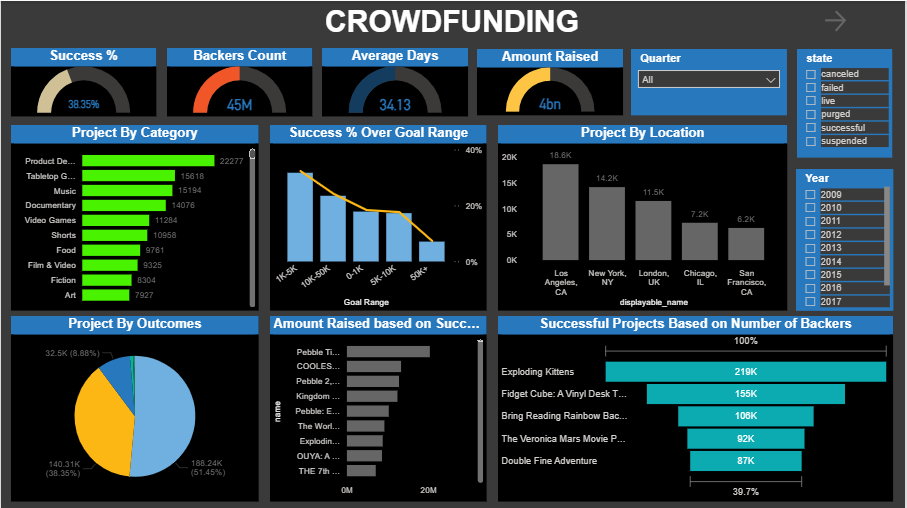 CROWDFUNDING
Success %
38.35%
Backers Count
45M
Average Days
34.13
Amount Raised
4bn
Quarter
All
state
canceled
failed
live
purged
successful
suspended
Project By Category
Product De... 22277
Tabletop G... 15618
Music 15194
Documentary 14076
Video Games 11284
Shorts 10958
Food 9761
Film & Video 9325
Fiction 8304
Art 7927
Success % Over Goal Range
40%
20%
0%
1K-5K
10K-50K
0-1K
5K-10K
50K+
Goal Range
Project By Location
20K
15K
10K
5K
0K
18.6K
14.2K
11.5K
7.2K
6.2K
Los
Angeles,
CA
New York,
NY
London,
UK
Chicago,
IL
San
Francisco,
CA
displayable_name
Year
2009
2010
2011
2012
2013
2014
2015
2016
2017
Project By Outcomes
32.5K (8.88%)
140.31K
(38.35%)
188.24K
(51.45%)
Amount Raised based on Succ...
name
Pebble Ti...
COOLES...
Pebble 2,...
Kingdom ...
Pebble: E...
The Worl...
Explodin...
OUYA: A ...
THE 7th ...
0M
20M
Successful Projects Based on Number of Backers
100%
Exploding Kittens 219K
Fidget Cube: A Vinyl Desk T... 155K
Bring Reading Rainbow Bac... 106K
The Veronica Mars Movie P... 92K
Double Fine Adventure 87K
39.7%